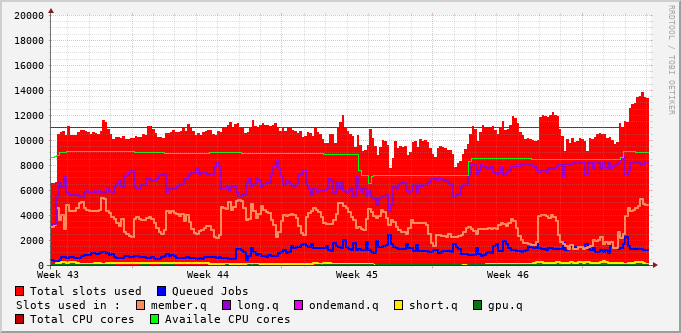 20000
18000
16000
14000
12000
10000
8000
6000
4000
2000
0
Week 43 Week 44 Week 45 Week 46
RRDTOOL / TOBI OETIKER
Total slots used Queued Jobs
Slots used in : member.q long.q ondemand.q short.q gpu.q
Total CPU cores Availale CPU cores